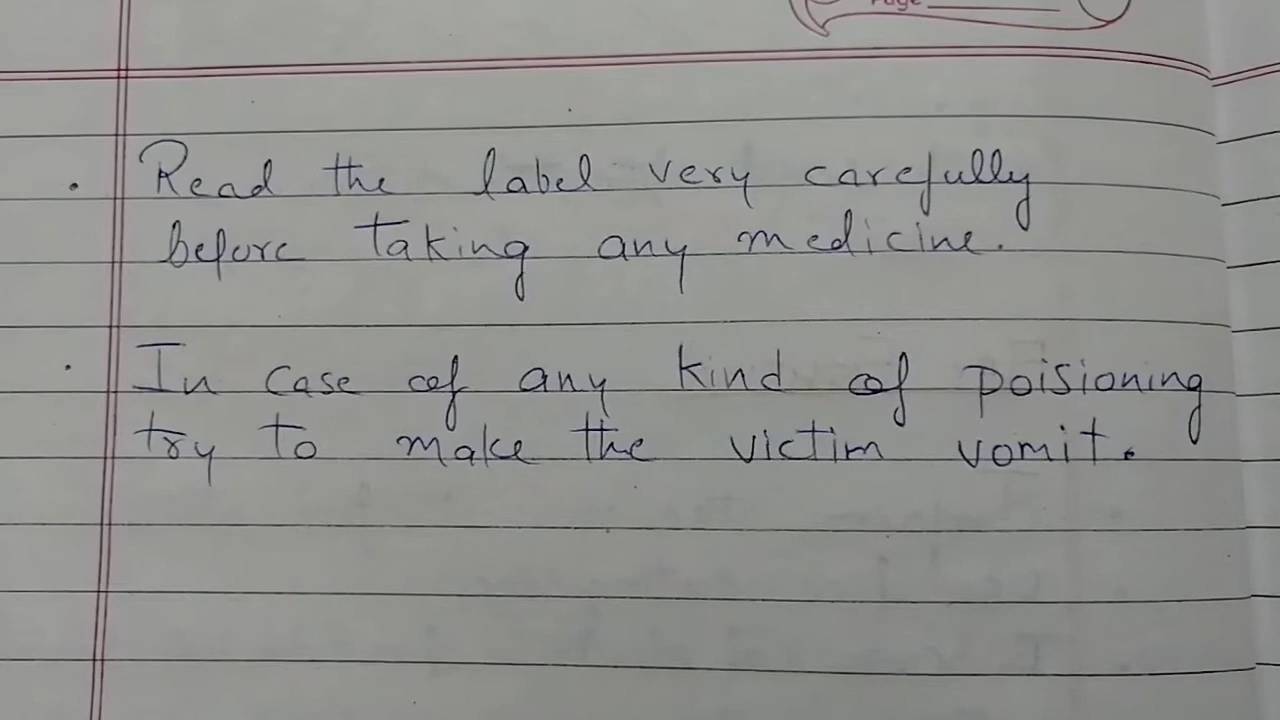 Page
. Read the label very carefully
before taking any medicine.
. In case of any kind of poisioning
try to make the victim vomit.